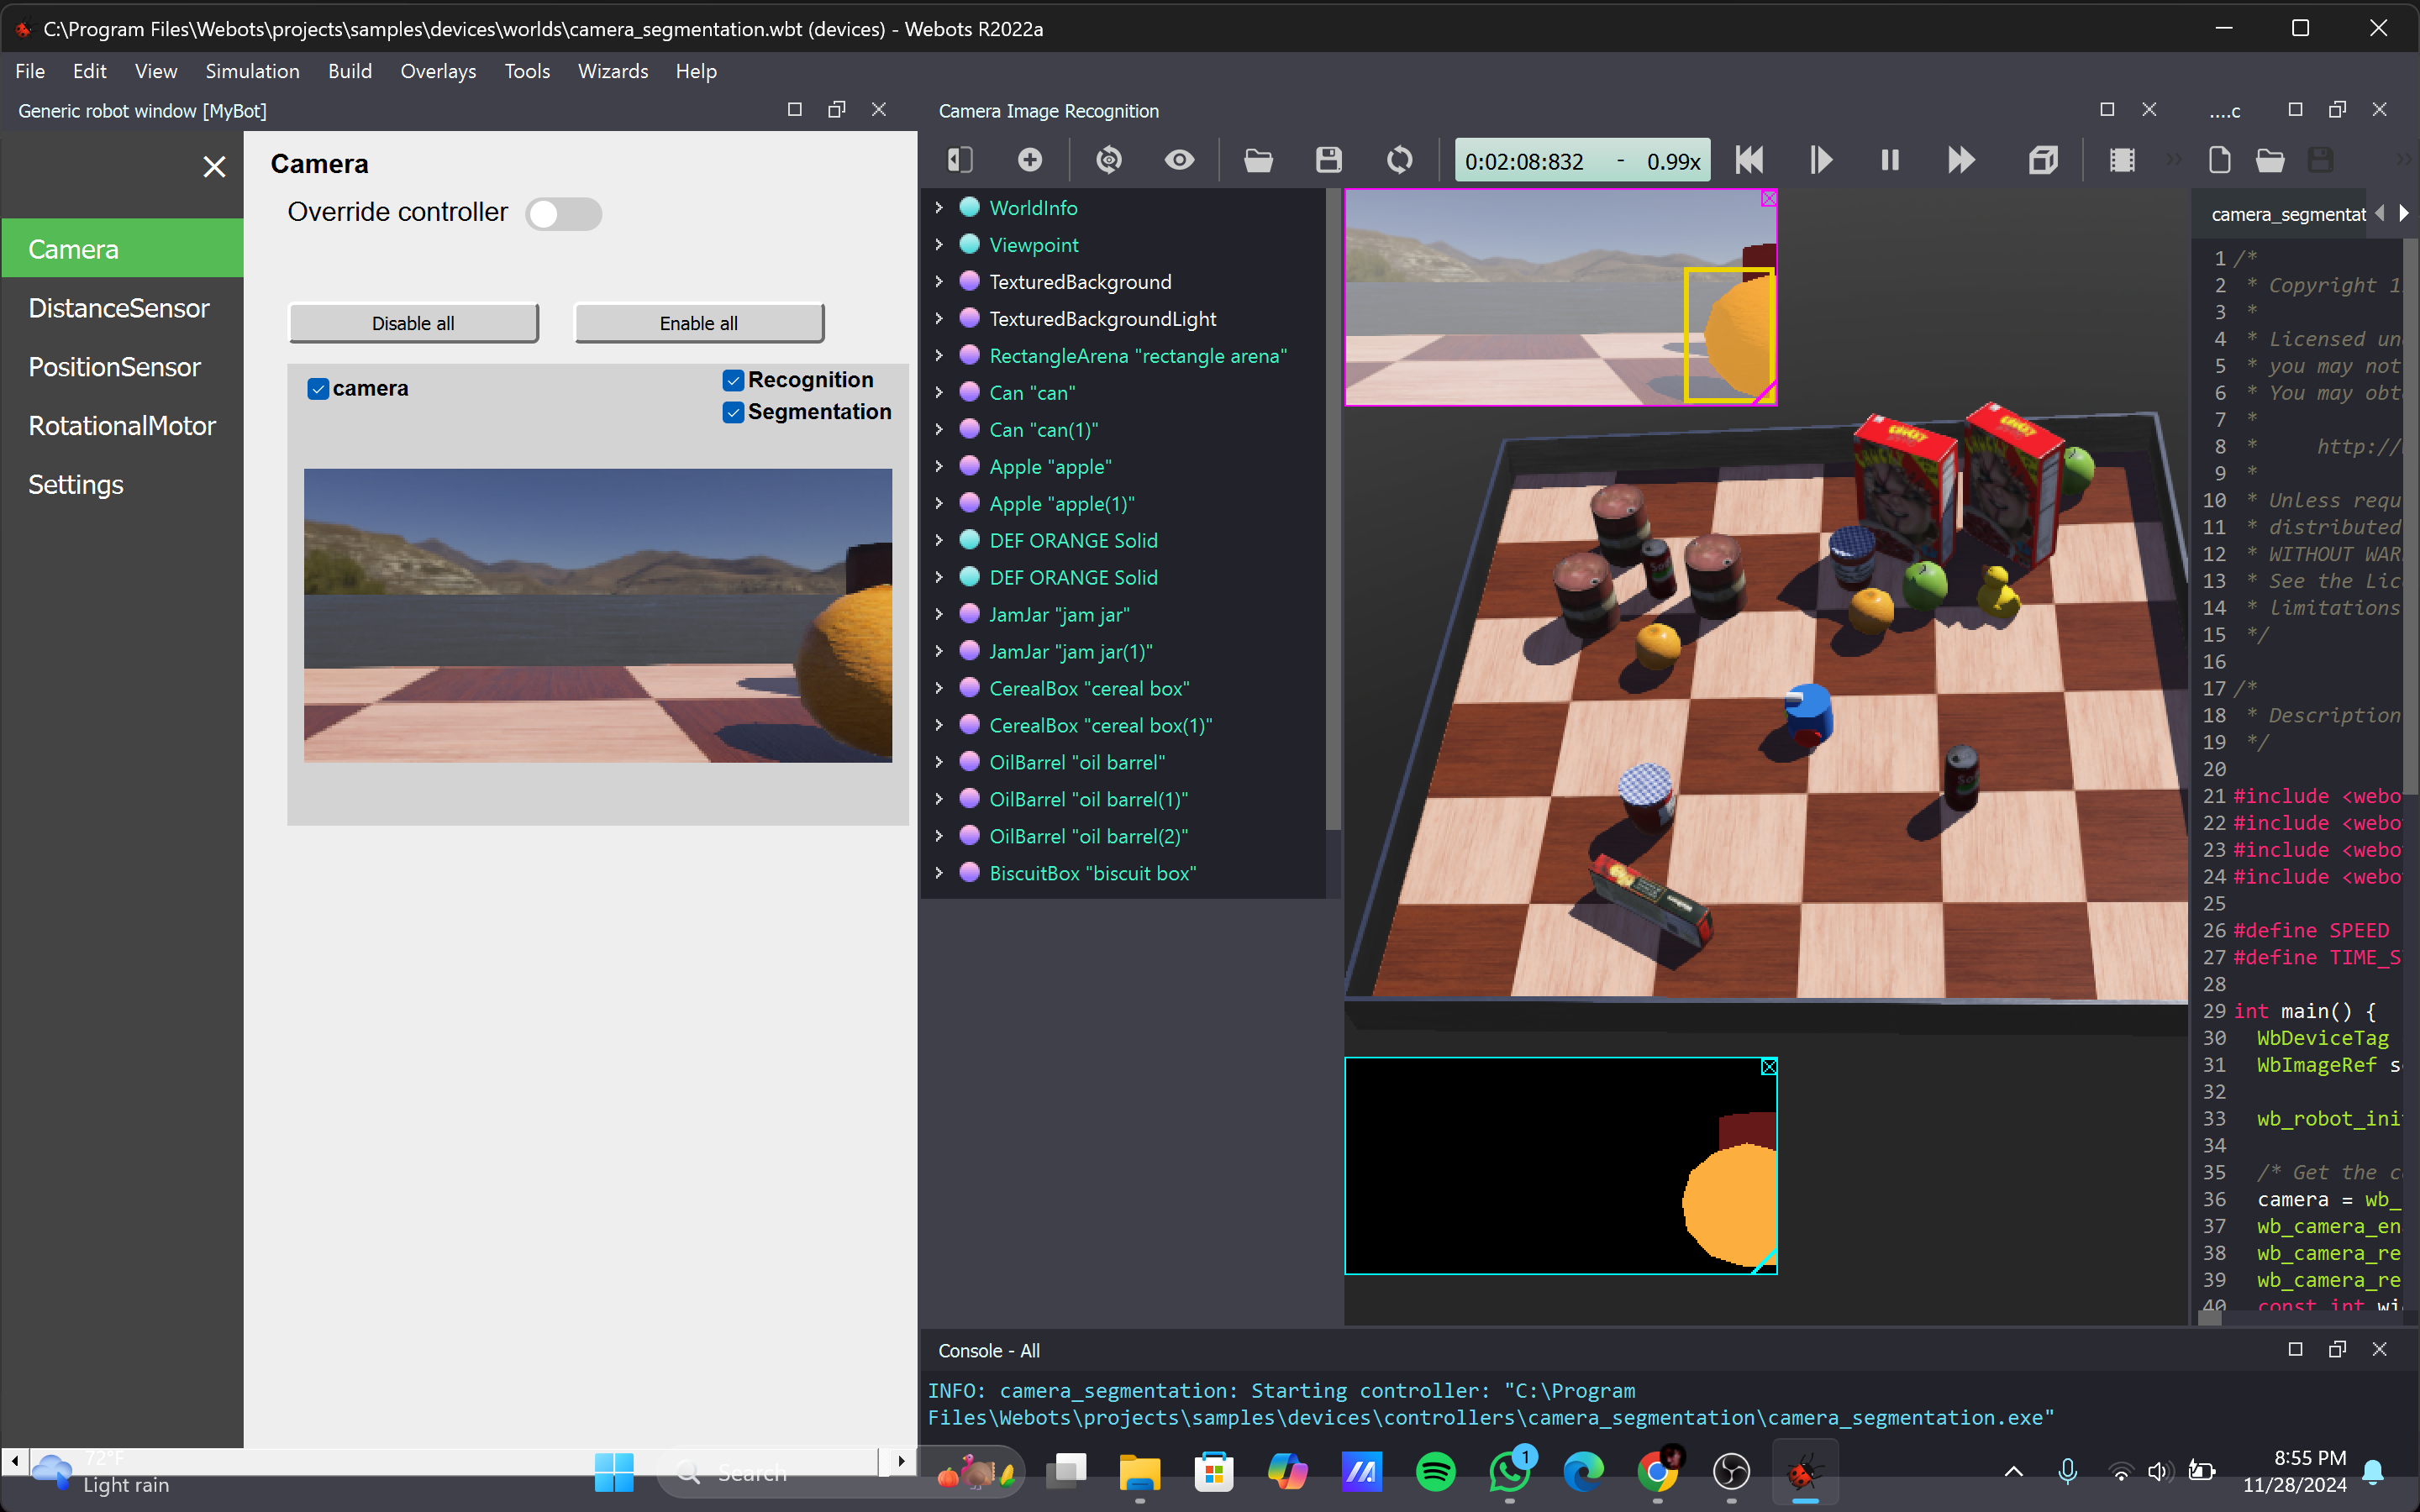 C:\Program Files\Webots\projects\samples\devices\worlds\camera_segmentation.wbt (devices) - Webots R2022a
File Edit View Simulation Build Overlays Tools Wizards Help
Generic robot window [MyBot]
Camera
DistanceSensor
PositionSensor
RotationalMotor
Settings
Camera
Override controller
Disable all Enable all
camera
Recognition
Segmentation
Camera Image Recognition
0:02:08:832 - 0.99x
WorldInfo
Viewpoint
TexturedBackground
TexturedBackgroundLight
RectangleArena "rectangle arena"
Can "can"
Can "can(1)"
Apple "apple"
Apple "apple(1)"
DEF ORANGE Solid
DEF ORANGE Solid
JamJar "jam jar"
JamJar "jam jar(1)"
CerealBox "cereal box"
CerealBox "cereal box(1)"
OilBarrel "oil barrel"
OilBarrel "oil barrel(1)"
OilBarrel "oil barrel(2)"
BiscuitBox "biscuit box"
....c
camera_segmentat
1 /*
2 * Copyright 1
3 *
4 * Licensed un
5 * you may not
6 * You may obt
7 *
8 * http://
9 *
10 * Unless requ
11 * distributed
12 * WITHOUT WAR
13 * See the Lic
14 * limitations
15 */
16
17 /*
18 * Description
19 */
20
21 #include <webo
22 #include <webo
23 #include <webo
24 #include <webo
25
26 #define SPEED
27 #define TIME_S
28
29 int main() {
30 WbDeviceTag
31 WbImageRef s
32
33 wb_robot_ini
34
35 /* Get the c
36 camera = wb_
37 wb_camera_en
38 wb_camera_re
39 wb_camera_re
40 const int wi
Console - All
INFO: camera_segmentation: Starting controller: "C:\Program
Files\Webots\projects\samples\devices\controllers\camera_segmentation\camera_segmentation.exe"
72°F
Light rain
Search
1
8:55 PM
11/28/2024